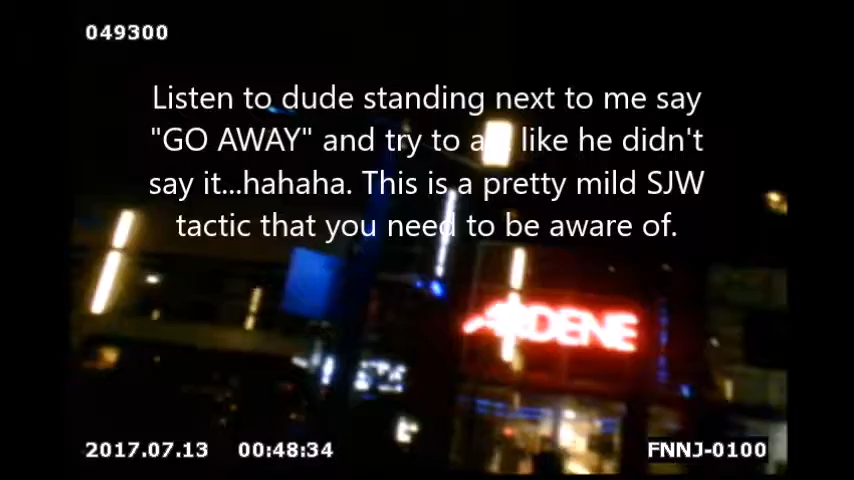 049300
Listen to dude standing next to me say
"GO AWAY" and try to act like he didn't
say it...hahaha. This is a pretty mild SJW
tactic that you need to be aware of.
ARDENE
2017.07.13 00:48:34 FNNJ-0100